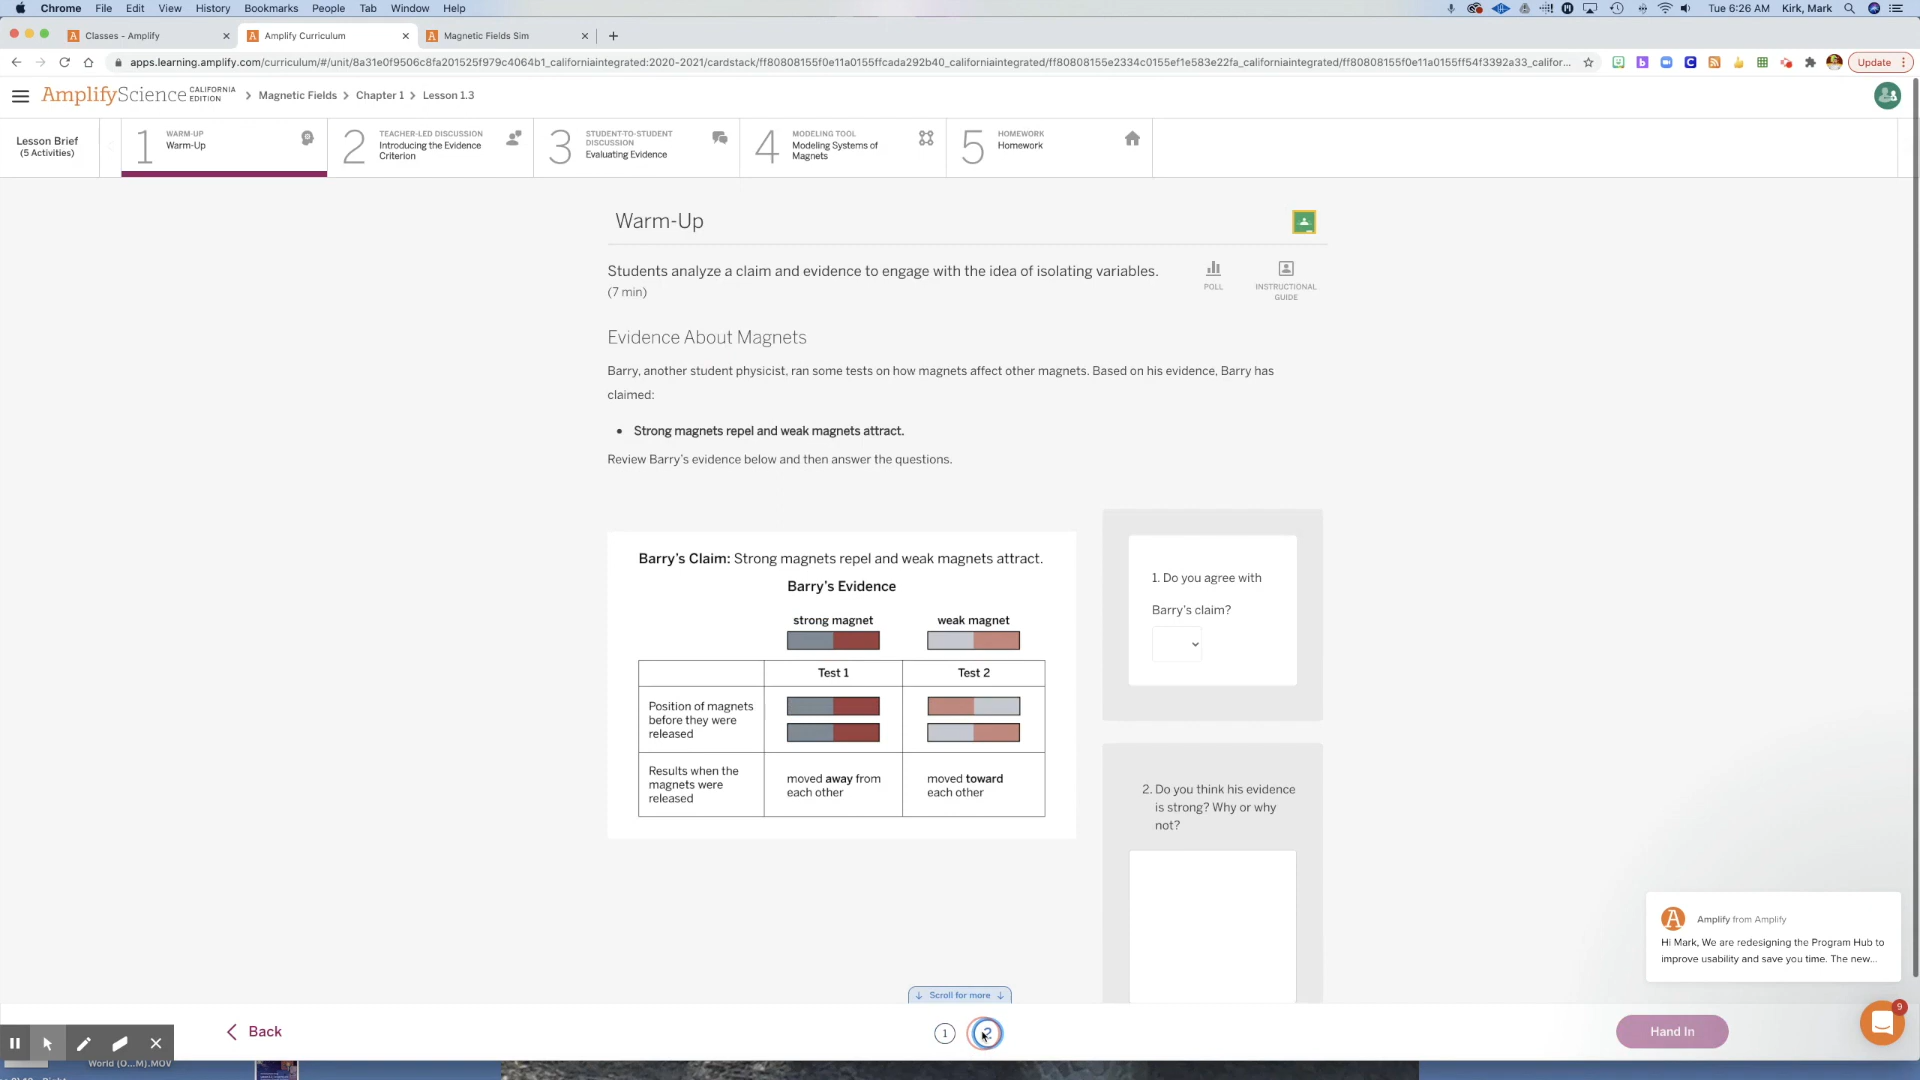 Chrome File Edit View History Bookmarks People Tab Window Help Tue 6:26 AM Kirk, Mark
Classes - Amplify
Amplify Curriculum
Magnetic Fields Sim
apps.learning.amplify.com/curriculum/#/unit/8a31e0f9506c8fa201525f979c4064b1_californiaintegrated:2020-2021/cardstack/ff80808155f0e11a0155ffcada292b40_californiaintegrated/ff80808155e2334c0155ef1e583e22fa_californiaintegrated/ff80808155f0e11a0155ff54f3392a33_califor...
Update
AmplifyScience CALIFORNIA EDITION
Magnetic Fields
Chapter 1
Lesson 1.3
Lesson Brief
(5 Activities)
1
WARM-UP
Warm-Up
2
TEACHER-LED DISCUSSION
Introducing the Evidence
Criterion
3
STUDENT-TO-STUDENT
DISCUSSION
Evaluating Evidence
4
MODELING TOOL
Modeling Systems of
Magnets
5
HOMEWORK
Homework
Warm-Up
Students analyze a claim and evidence to engage with the idea of isolating variables.
(7 min)
POLL
INSTRUCTIONAL
GUIDE
Evidence About Magnets
Barry, another student physicist, ran some tests on how magnets affect other magnets. Based on his evidence, Barry has
claimed:
• Strong magnets repel and weak magnets attract.
Review Barry's evidence below and then answer the questions.
Barry's Claim: Strong magnets repel and weak magnets attract.
Barry's Evidence
strong magnet weak magnet
Test 1 Test 2
Position of magnets
before they were
released
Results when the
magnets were
released
moved away from
each other
moved toward
each other
1. Do you agree with
Barry's claim?
2. Do you think his evidence
is strong? Why or why
not?
Amplify from Amplify
Hi Mark, We are redesigning the Program Hub to
improve usability and save you time. The new...
Scroll for more
Back
1
2
Hand In
9
World (O...M).MOV